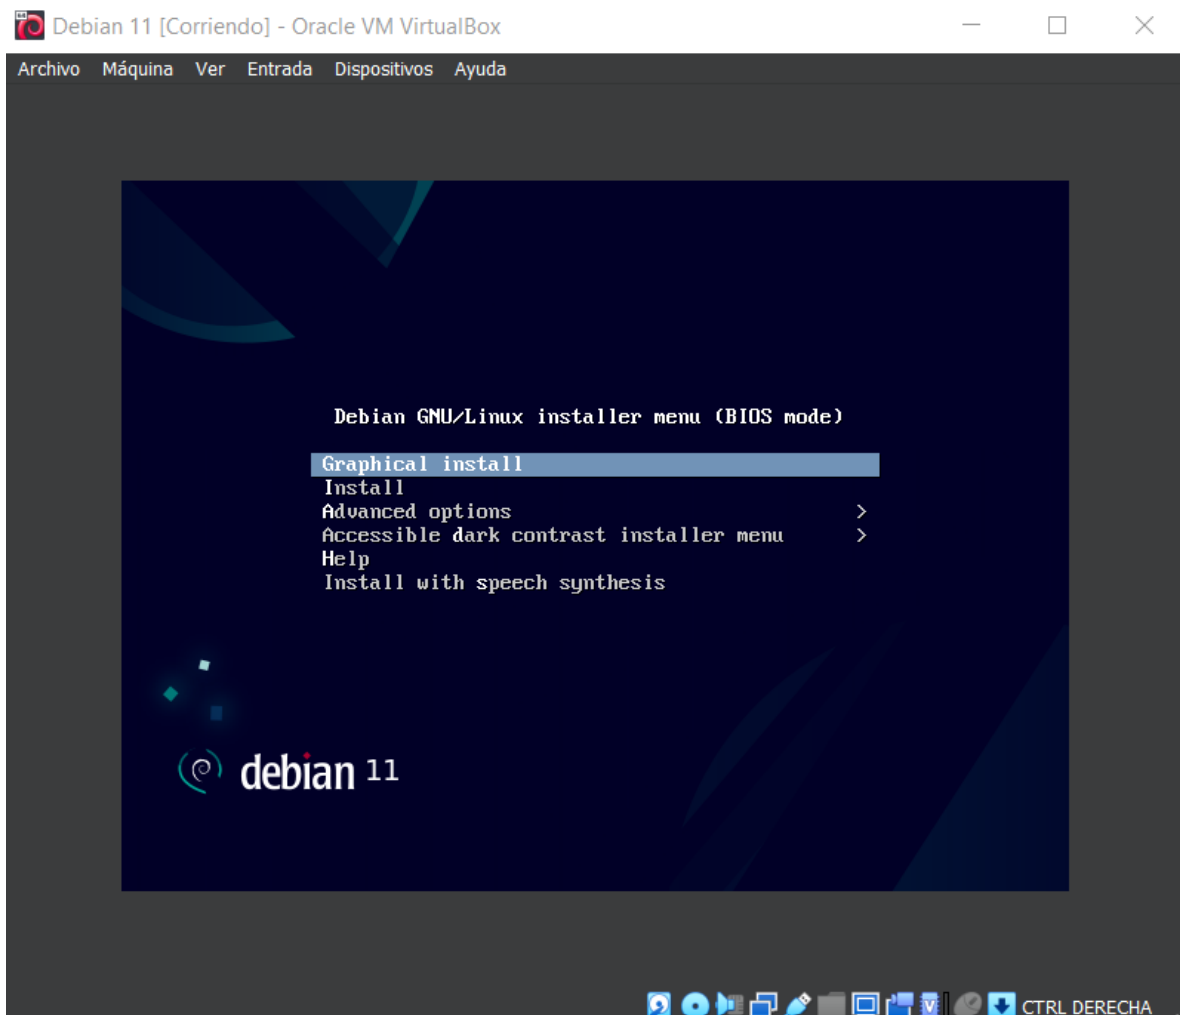 Debian 11 [Corriendo] - Oracle VM VirtualBox
Archivo Máquina Ver Entrada Dispositivos Ayuda
Debian GNU/Linux installer menu (BIOS mode)
Graphical install
Install
Advanced options >
Accessible dark contrast installer menu >
Help
Install with speech synthesis
debian 11
CTRL DERECHA